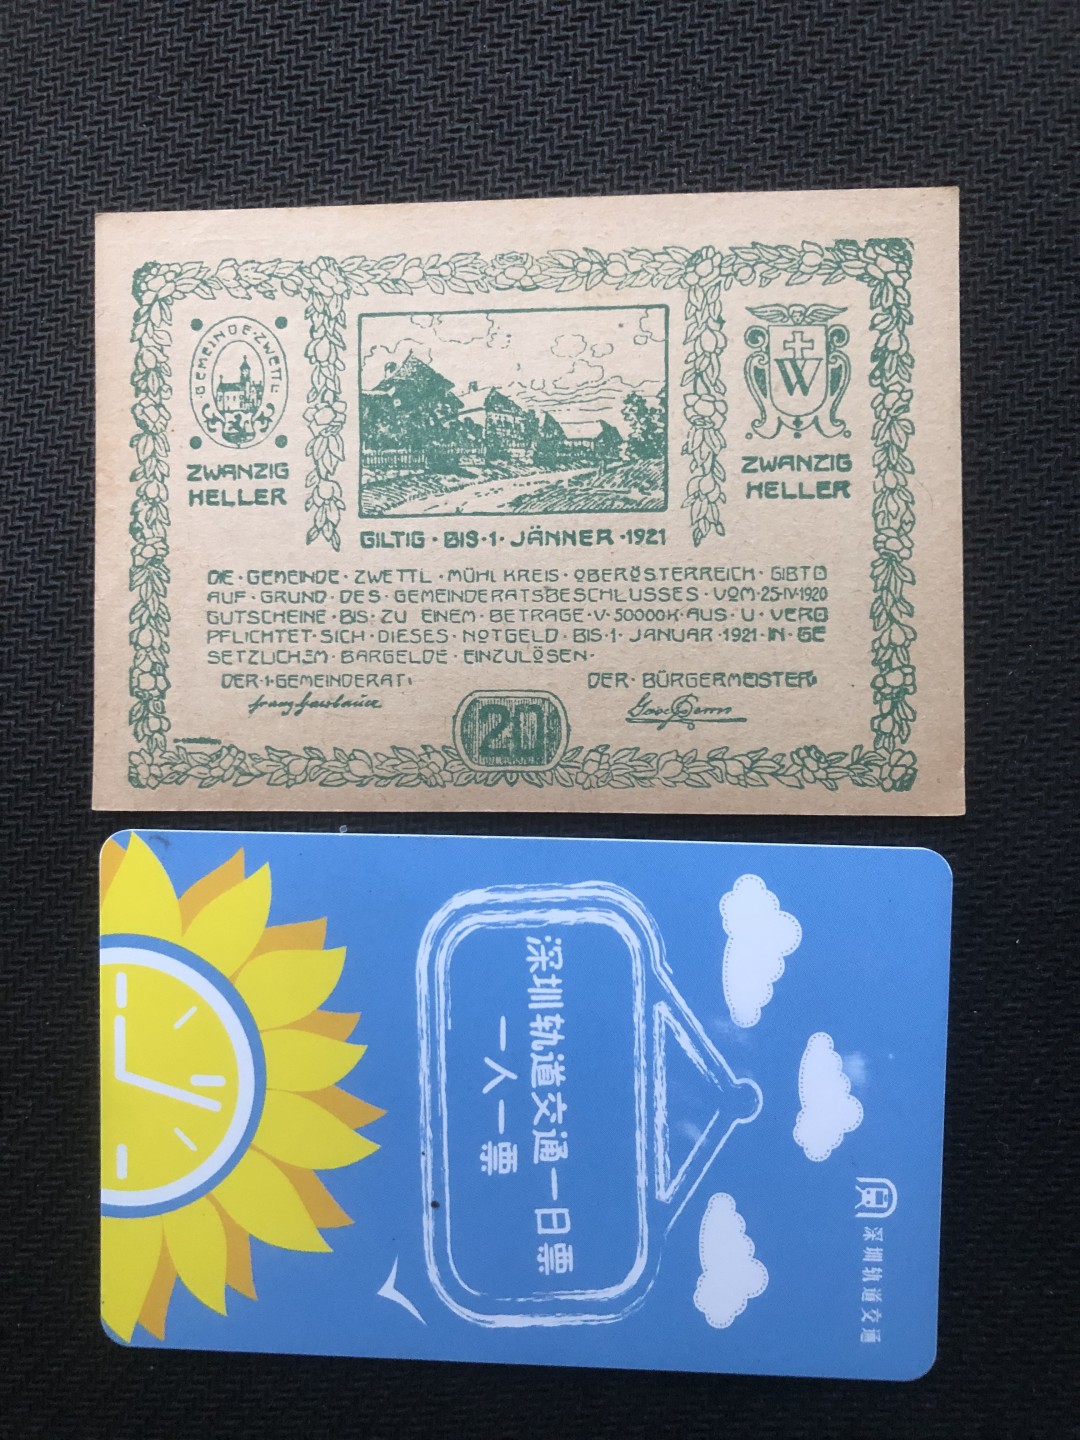 GEMEINDE·ZWETTL
W
ZWANZIG
HELLER
ZWANZIG
HELLER
GILTIG·BIS·1·JÄNNER·1921
DIE·GEMEINDE·ZWETTL·MÜHLKREIS·OBERÖSTERREICH·GIBT
AUF·GRUND·DES·GEMEINDERATSBESCHLUSSES·VOM·25·IV·1920
GUTSCHEINE·BIS·ZU·EINEM·BETRAGE·V·50000K·AUS·U·VER
PFLICHTET·SICH·DIESES·NOTGELD·BIS·1·JANUAR·1921·IN·GE
SETZLICHEM·BARGELDE·EINZULÖSEN·
DER·1·GEMEINDERAT:
DER·BÜRGERMEISTER
20
深圳轨道交通一日票
一人一票
深圳轨道交通